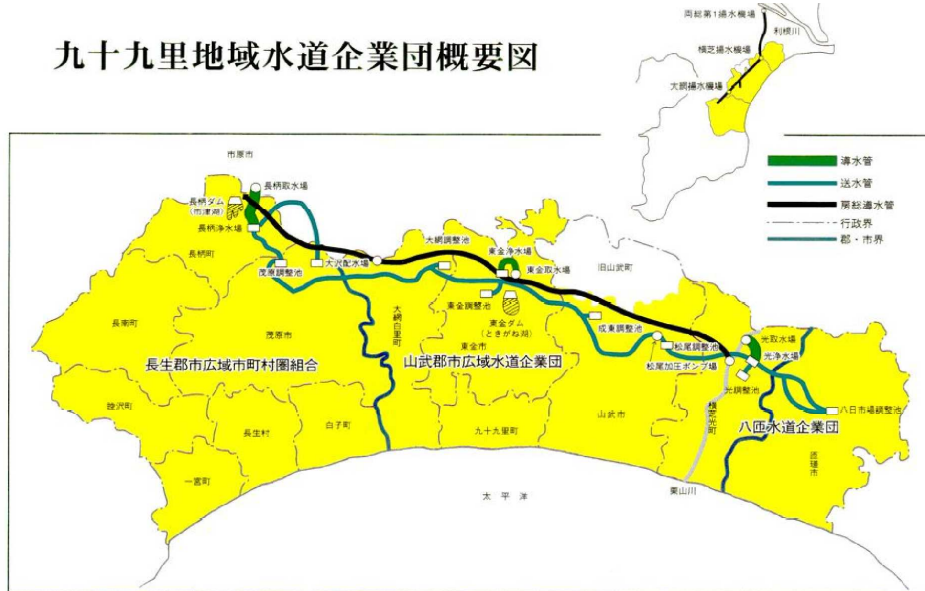 九十九里地域水道企業団概要図
両総第1揚水機場
利根川
横芝揚水機場
大網揚水機場
導水管
送水管
房総導水管
行政界
郡・市界
市原市
長柄取水場
長柄ダム
(市津湖)
長柄浄水場
長柄町
茂原調整池
大沢配水場
大網調整池
東金浄水場
東金取水場
旧山武町
長南町
茂原市
大網白里町
東金調整池
東金ダム
(ときがね湖)
東金市
成東調整池
松尾調整池
松尾加圧ポンプ場
光取水場
光浄水場
光調整池
長生郡市広域市町村圏組合
山武郡市広域水道企業団
八匝水道企業団
八日市場調整池
睦沢町
長生村
白子町
九十九里町
山武市
横芝光町
匝瑳市
一宮町
太平洋
栗山川